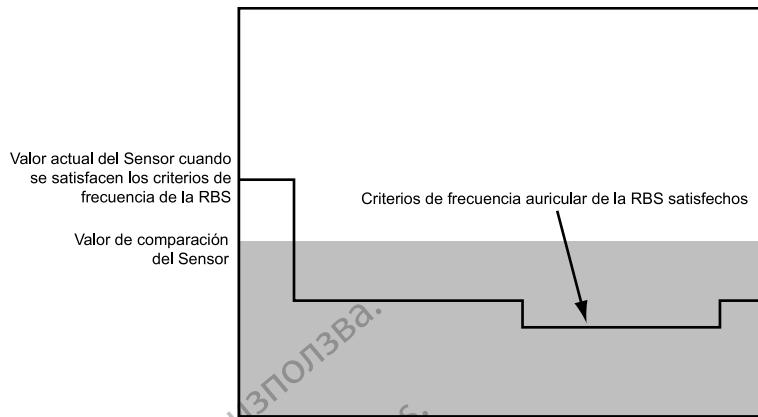 Valor actual del Sensor cuando
se satisfacen los criterios de
frecuencia de la RBS
Criterios de frecuencia auricular de la RBS satisfechos
Valor de comparación
del Sensor
използва.